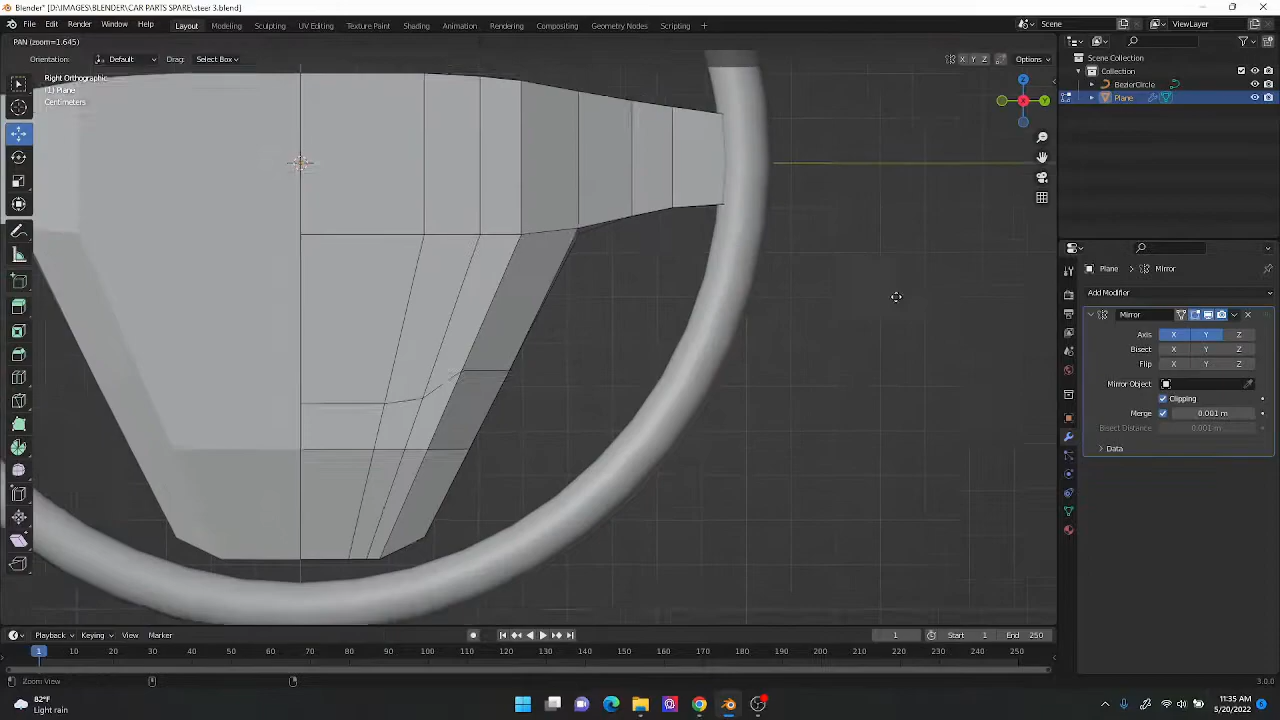 Blender* [D:\IMAGES\BLENDER\CAR PARTS SPARE\steer 3.blend]
File Edit Render Window Help Layout Modeling Sculpting UV Editing Texture Paint Shading Animation Rendering Compositing Geometry Nodes Scripting + Scene ViewLayer
PAN (zoom=1.645)
Orientation: Default Drag: Select Box X Y Z Options
Right Orthographic
(1) Plane
Centimeters
Scene Collection
Collection
BezierCircle
Plane
Y
Plane Mirror
Add Modifier
Mirror
Axis X Y Z
Bisect X Y Z
Flip X Y Z
Mirror Object
Clipping
Merge 0.001 m
Bisect Distance 0.001 m
Data
Playback Keying View Marker 1 Start 1 End 250
1 10 20 30 40 50 60 70 80 90 100 110 120 130 140 150 160 170 180 190 200 210 220 230 240 250
Zoom View 3.0.0
82°F
Light rain
11:35 AM
5/20/2022